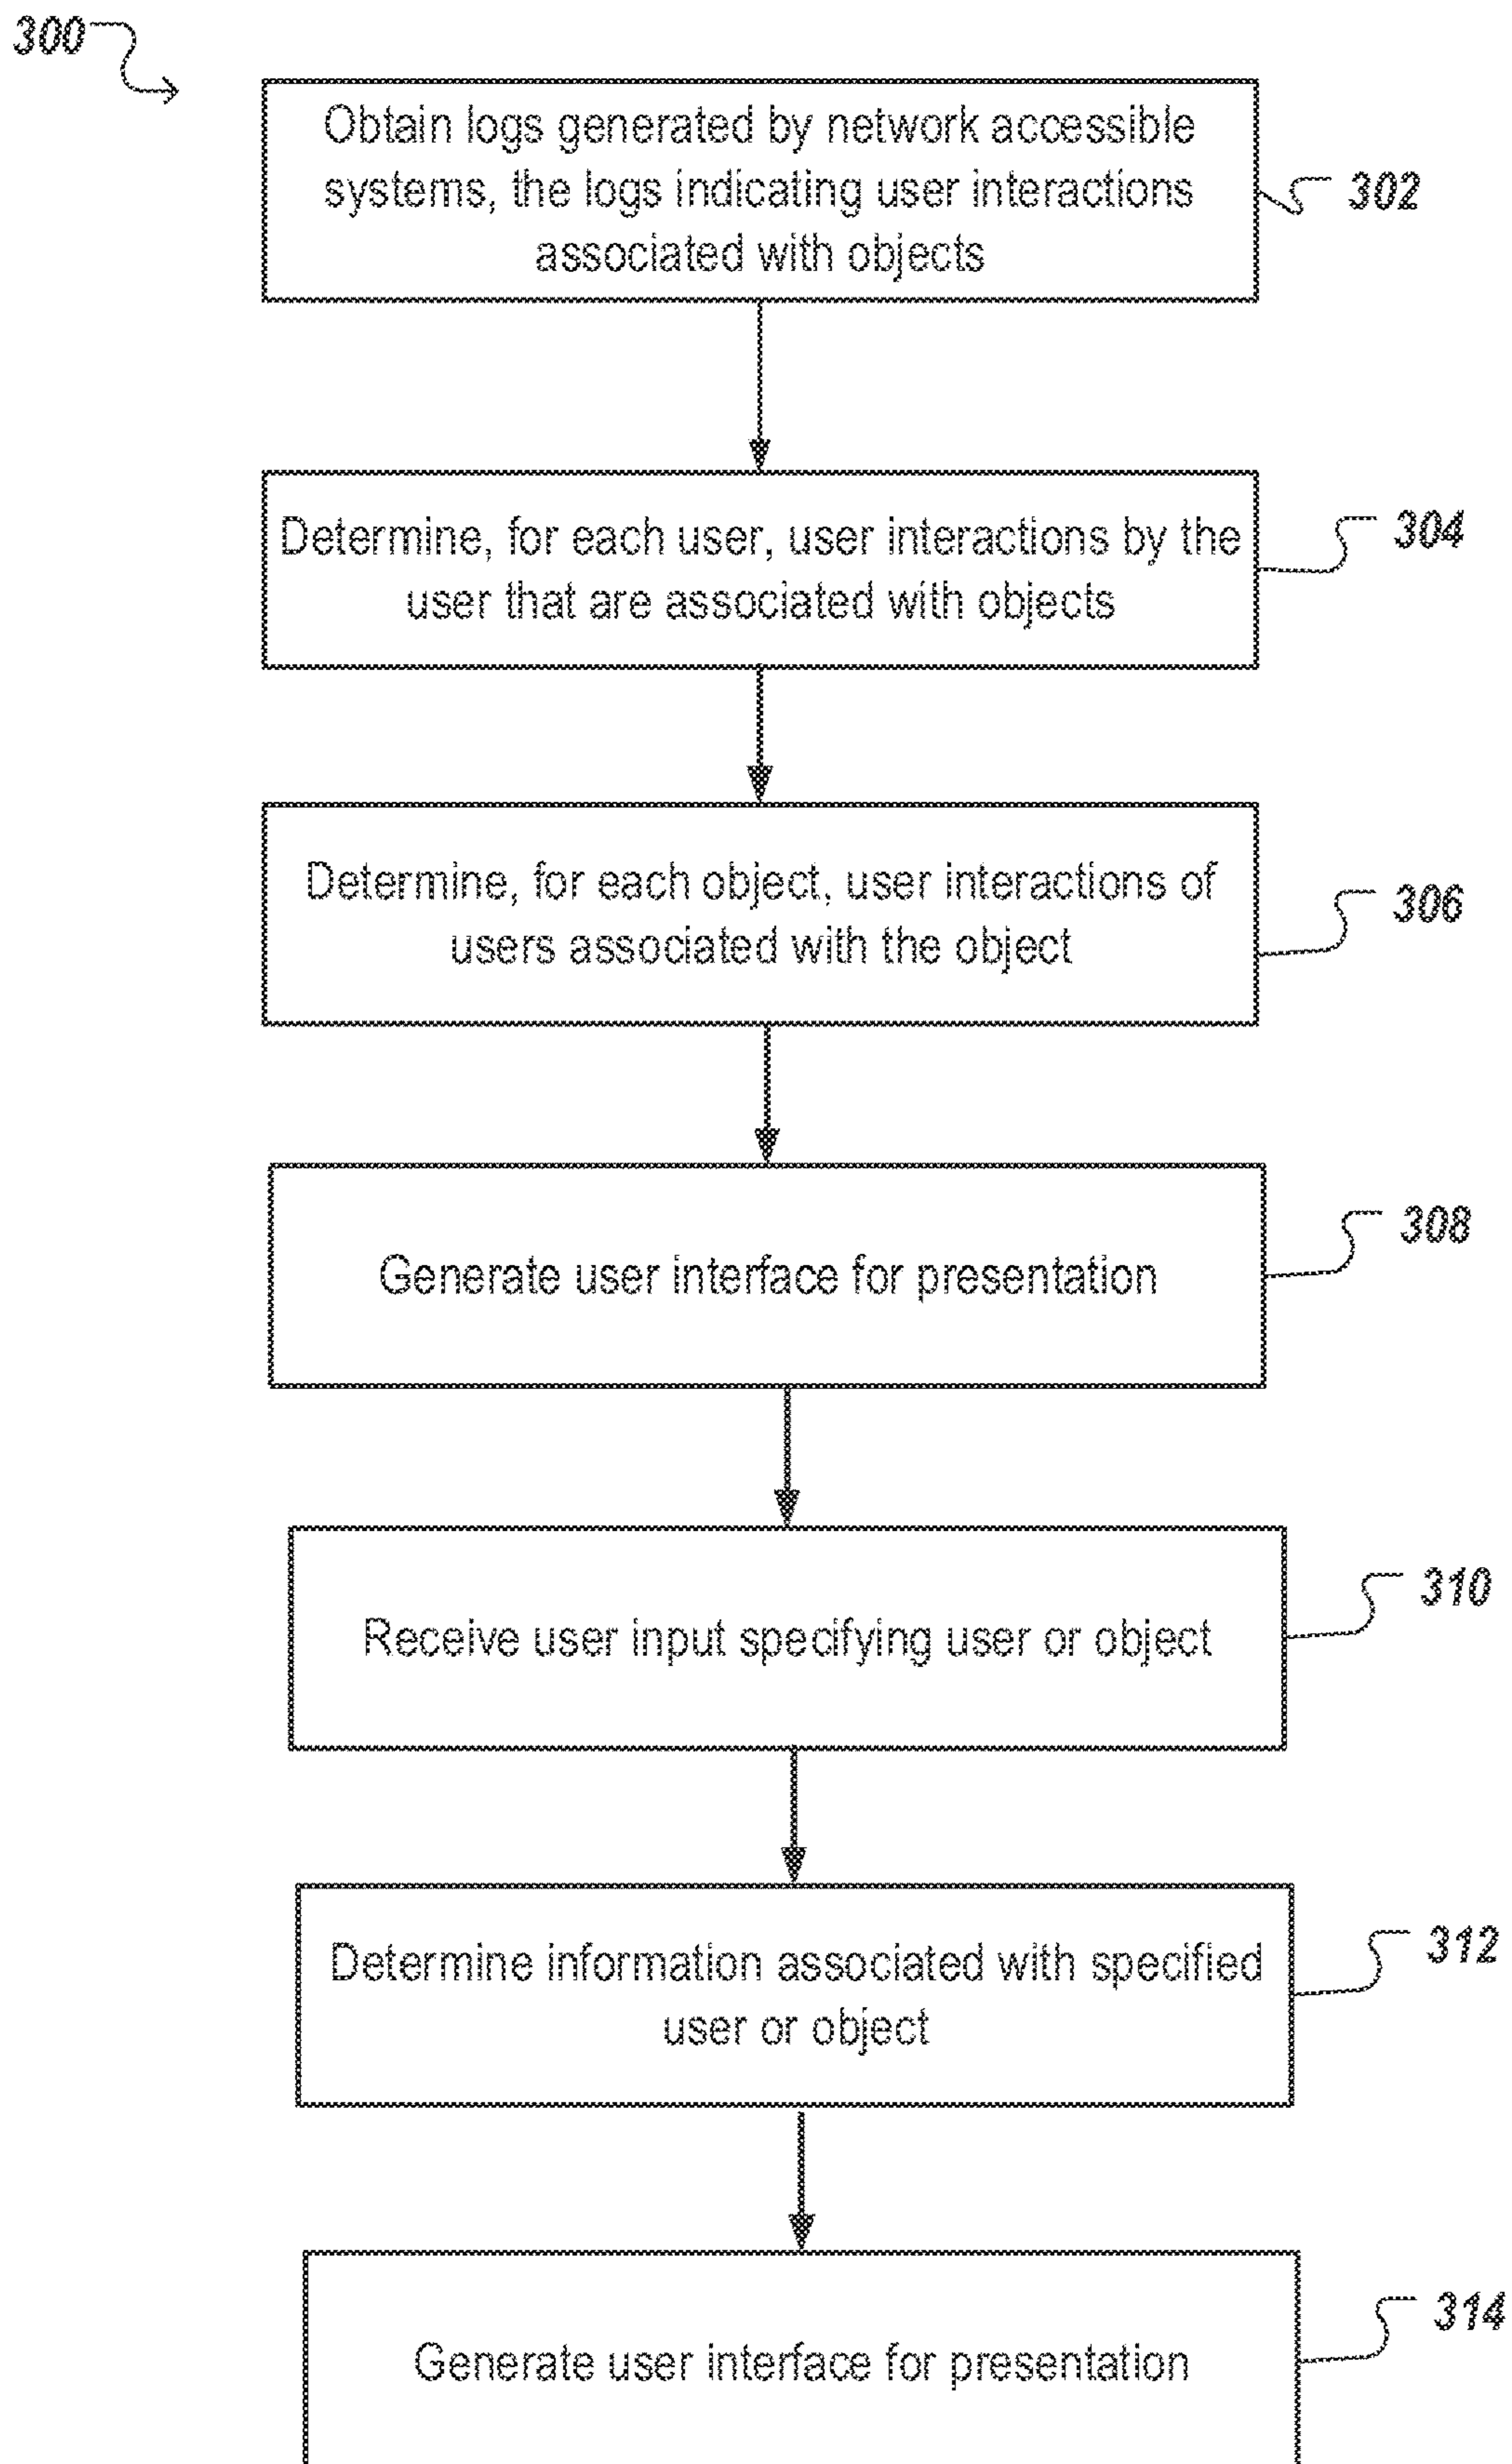 300
Obtain logs generated by network accessible
systems, the logs indicating user interactions
associated with objects
302
Determine, for each user, user interactions by the
user that are associated with objects
304
Determine, for each object, user interactions of
users associated with the object
306
Generate user interface for presentation
308
Receive user input specifying user or object
310
Determine information associated with specified
user or object
312
Generate user interface for presentation
314